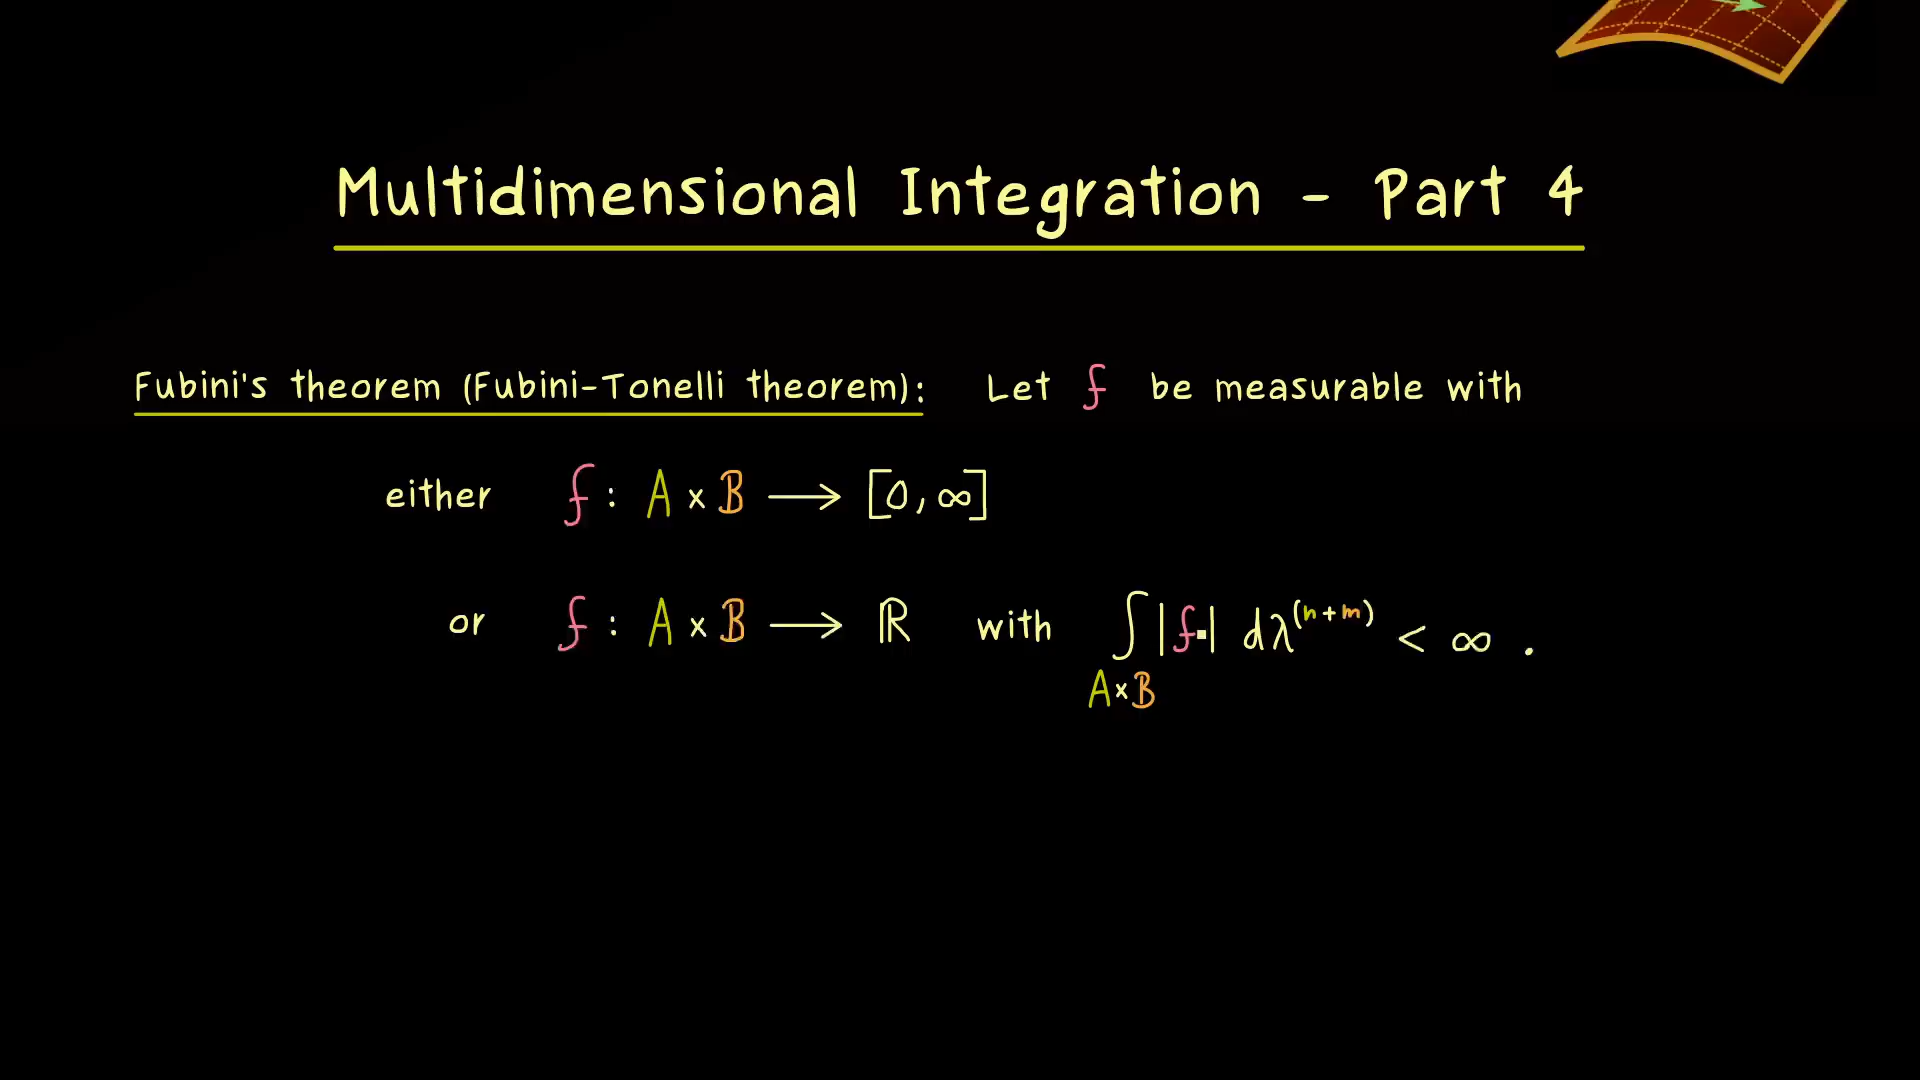 Multidimensional Integration - Part 4
Fubini's theorem (Fubini-Tonelli theorem): Let f be measurable with
either f : A × B ⟶ [0, ∞]
or f : A × B ⟶ ℝ with ∫_{A×B} |f| dλ^{(n+m)} < ∞ .